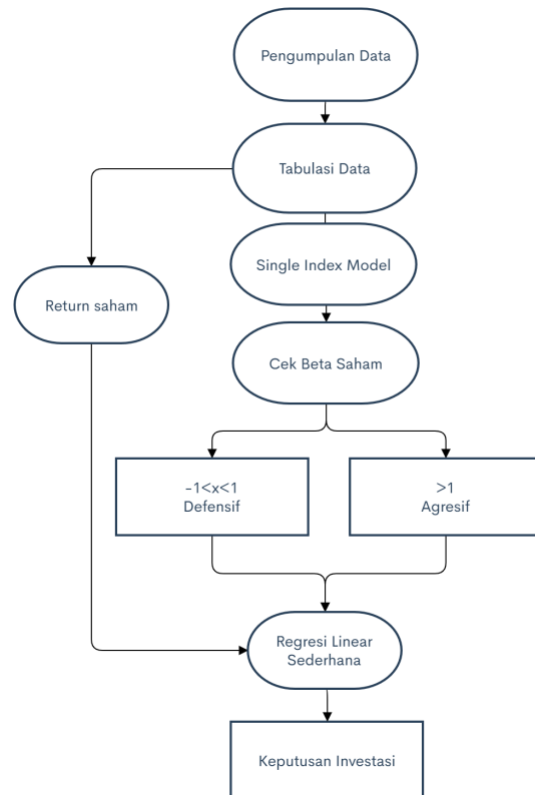 Pengumpulan Data
Tabulasi Data
Single Index Model
Return saham
Cek Beta Saham
-1<x<1
Defensif
>1
Agresif
Regresi Linear
Sederhana
Keputusan Investasi